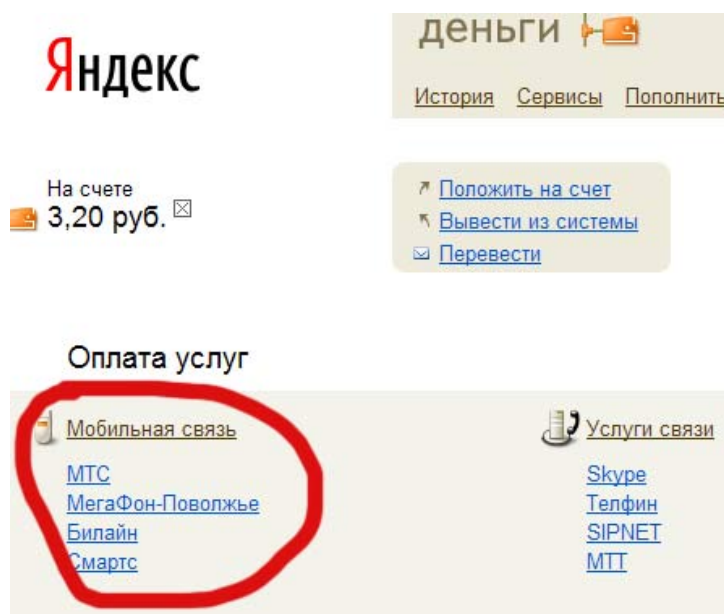 Яндекс
деньги
История Сервисы Пополнить
На счете
3,20 руб.
Положить на счет
Вывести из системы
Перевести
Оплата услуг
Мобильная связь
МТС
МегаФон-Поволжье
Билайн
Смартс
Услуги связи
Skype
Телфин
SIPNET
МТТ